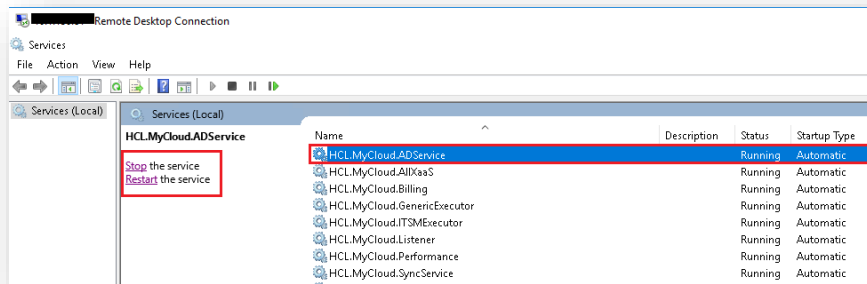 Remote Desktop Connection
Services
File Action View Help
Services (Local)
Services (Local)
HCL.MyCloud.ADService
Stop the service
Restart the service
Name Description Status Startup Type
HCL.MyCloud.ADService Running Automatic
HCL.MyCloud.AllXaaS Running Automatic
HCL.MyCloud.Billing Running Automatic
HCL.MyCloud.GenericExecutor Running Automatic
HCL.MyCloud.ITSMExecutor Running Automatic
HCL.MyCloud.Listener Running Automatic
HCL.MyCloud.Performance Running Automatic
HCL.MyCloud.SyncService Running Automatic